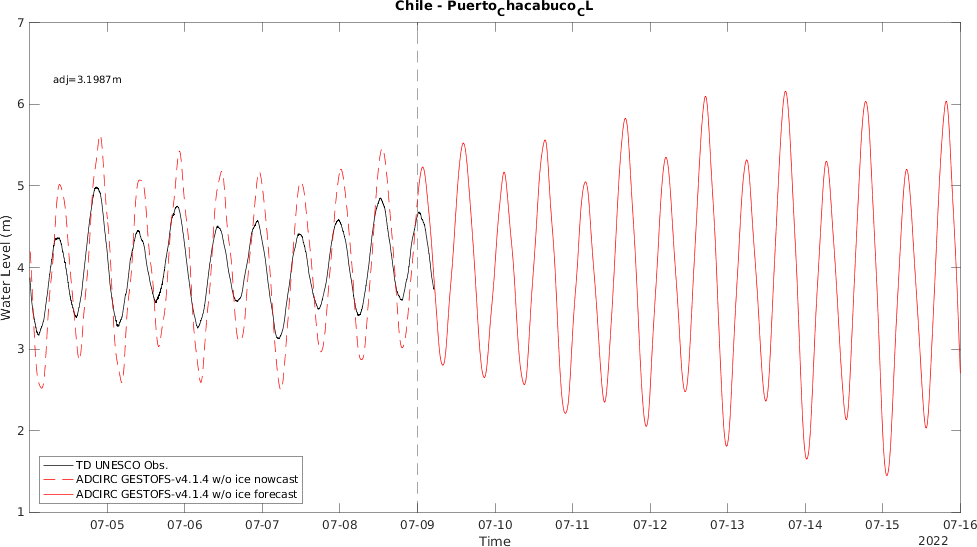 Chile - Puerto_Chacabuco_CL
7
adj=3.1987m
6
5
4
3
2
1
Water Level (m)
TD UNESCO Obs.
ADCIRC GESTOFS-v4.1.4 w/o ice nowcast
ADCIRC GESTOFS-v4.1.4 w/o ice forecast
07-05 07-06 07-07 07-08 07-09 07-10 07-11 07-12 07-13 07-14 07-15 07-16
Time
2022